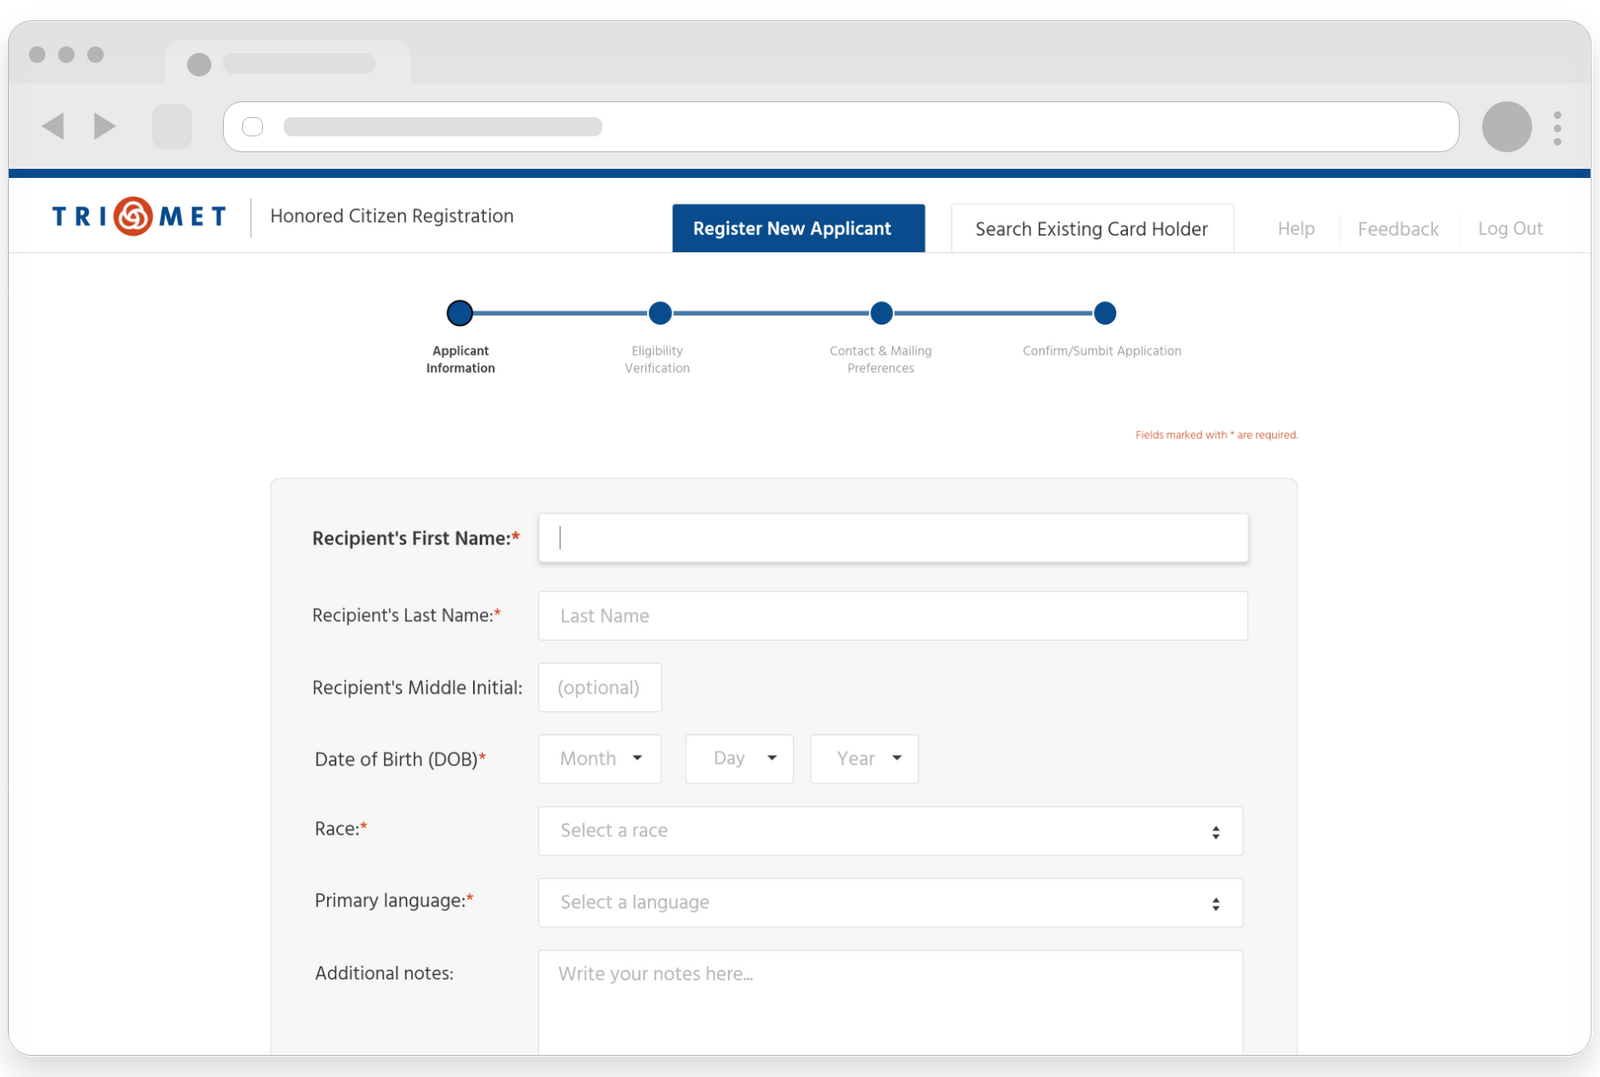 TRI MET
Honored Citizen Registration
Register New Applicant
Search Existing Card Holder
Help
Feedback
Log Out
Applicant
Information
Eligibility
Verification
Contact & Mailing
Preferences
Confirm/Sumbit Application
Fields marked with * are required.
Recipient's First Name:*
Recipient's Last Name:*
Last Name
Recipient's Middle Initial:
(optional)
Date of Birth (DOB)*
Month
Day
Year
Race:*
Select a race
Primary language:*
Select a language
Additional notes:
Write your notes here...